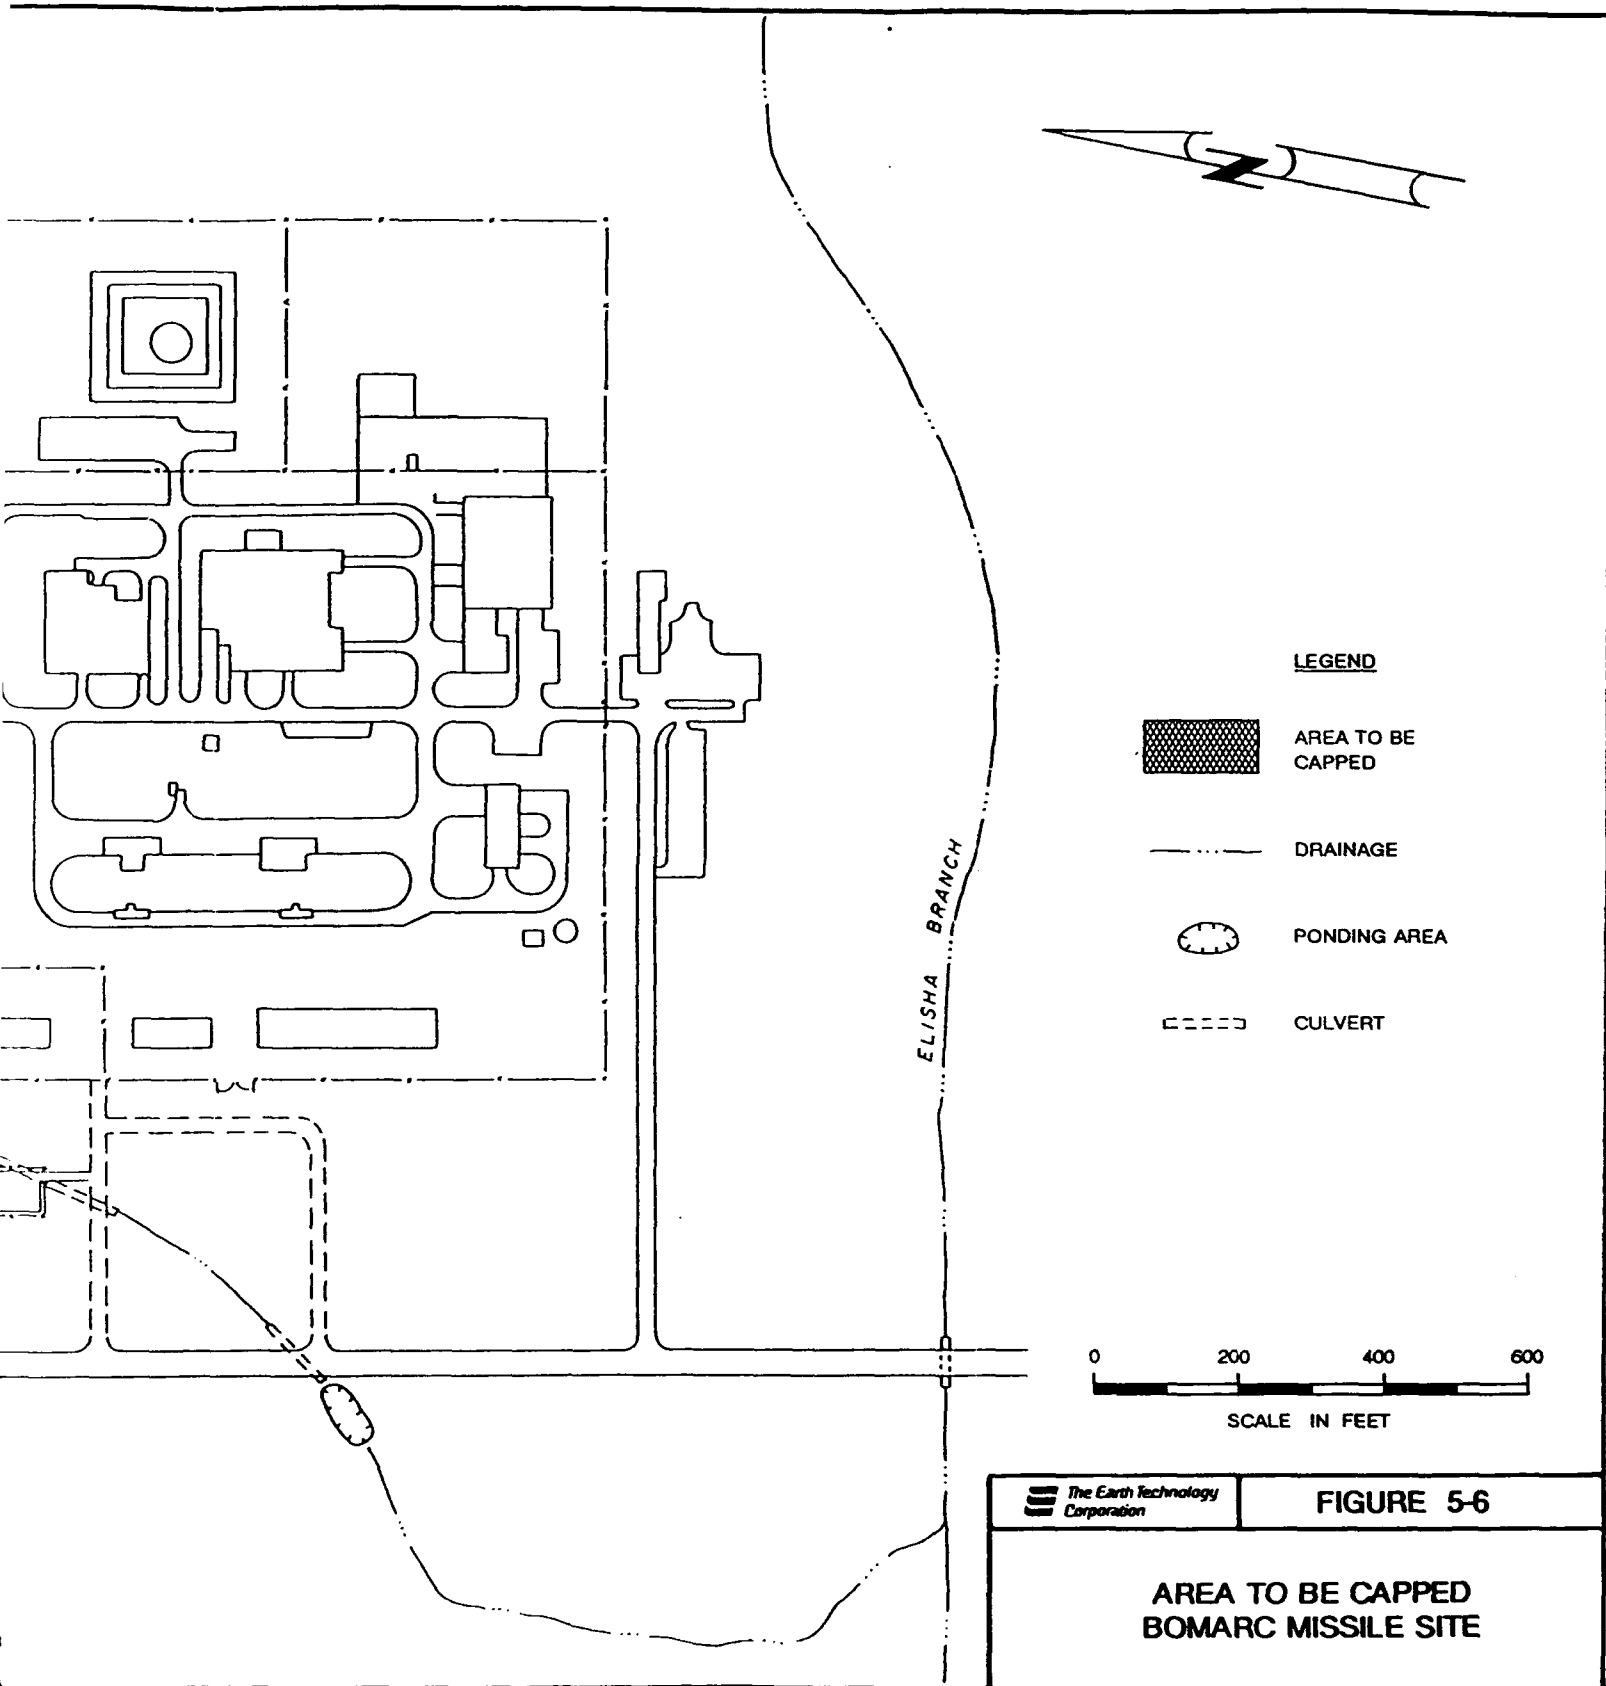 LEGEND
AREA TO BE
CAPPED
DRAINAGE
PONDING AREA
CULVERT
ELISHA BRANCH
0 200 400 600
SCALE IN FEET
The Earth Technology
Corporation
FIGURE 5-6
AREA TO BE CAPPED
BOMARC MISSILE SITE